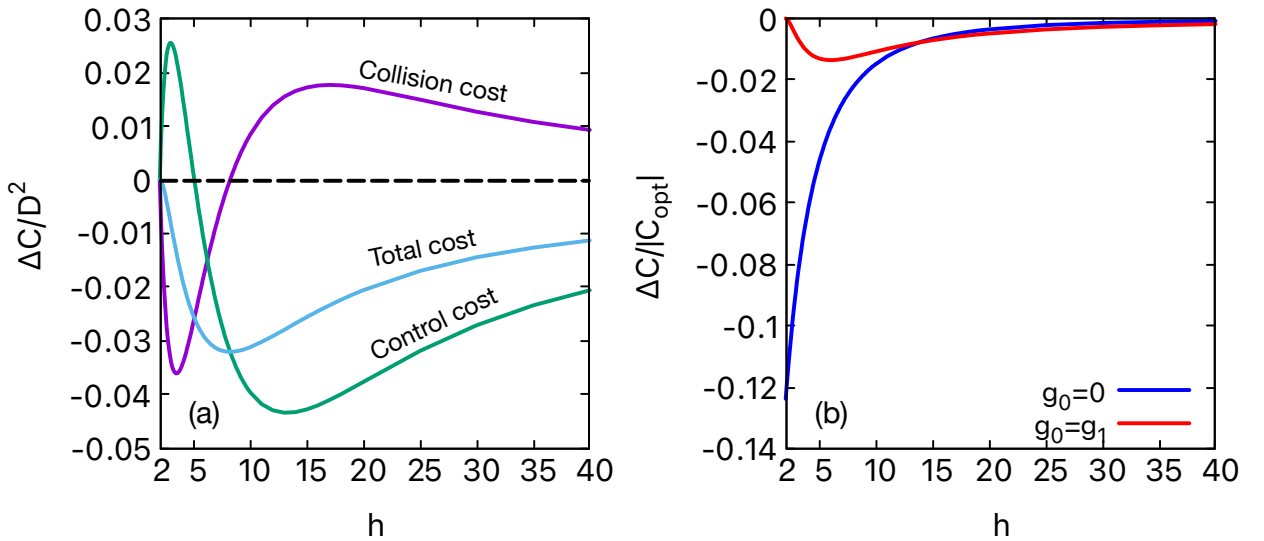 0.03
0.02
0.01
0
-0.01
-0.02
-0.03
-0.04
-0.05
ΔC/D²
Collision cost
Total cost
Control cost
(a)
2 5 10 15 20 25 30 35 40
h
0
-0.02
-0.04
-0.06
-0.08
-0.1
-0.12
-0.14
ΔC/|C_opt|
g₀=0
g₀=g₁
(b)
2 5 10 15 20 25 30 35 40
h